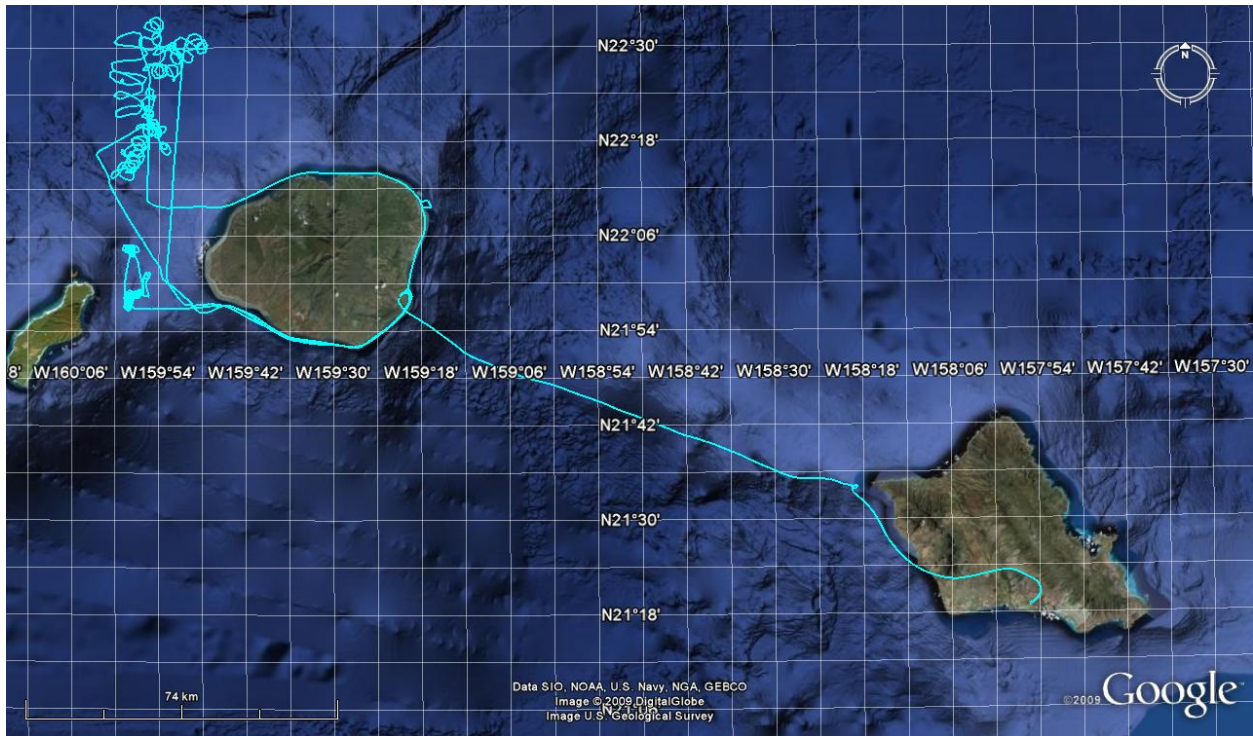 N22°30'
N
N22°18'
N22°06'
N21°54'
8' W160°06' W159°54' W159°42' W159°30' W159°18' W159°06' W158°54' W158°42' W158°30' W158°18' W158°06' W157°54' W157°42' W157°30'
N21°42'
N21°30'
N21°18'
74 km
Data SIO, NOAA, U.S. Navy, NGA, GEBCO
Image © 2009 DigitalGlobe
Image U.S. Geological Survey
N21°06'
©2009 Google